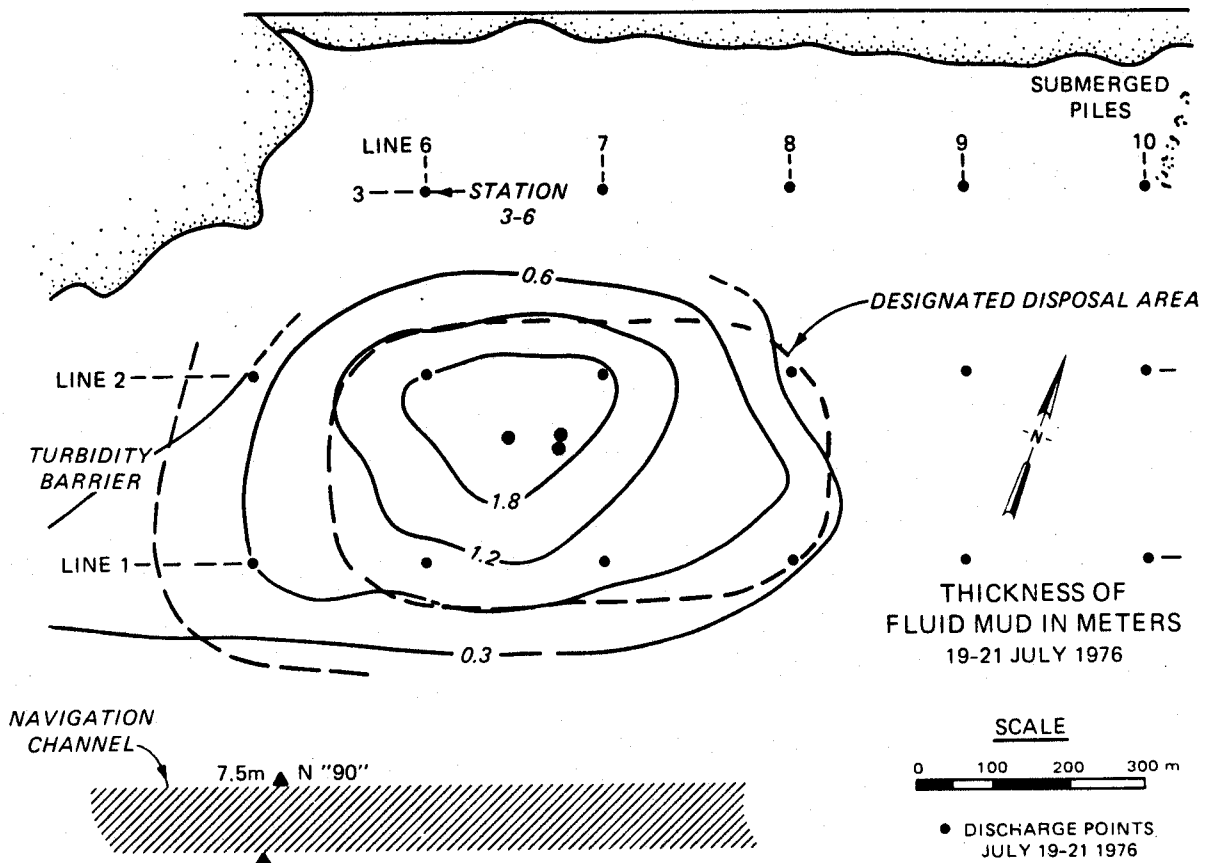 SUBMERGED
PILES
LINE 6
7
8
9
10
3
STATION
3-6
0.6
DESIGNATED DISPOSAL AREA
LINE 2
TURBIDITY
BARRIER
N
1.8
1.2
LINE 1
THICKNESS OF
FLUID MUD IN METERS
19-21 JULY 1976
0.3
NAVIGATION
CHANNEL
7.5m N "90"
SCALE
0 100 200 300 m
DISCHARGE POINTS
JULY 19-21 1976